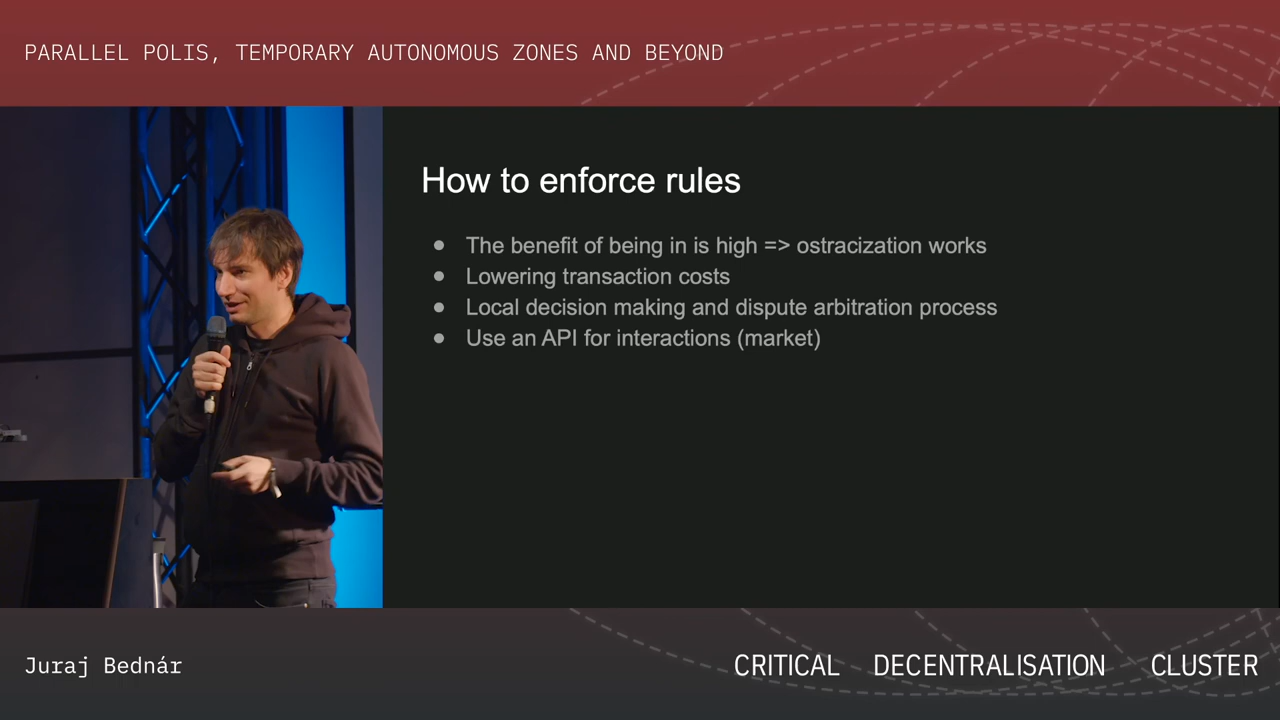 PARALLEL POLIS, TEMPORARY AUTONOMOUS ZONES AND BEYOND
How to enforce rules
● The benefit of being in is high => ostracization works
● Lowering transaction costs
● Local decision making and dispute arbitration process
● Use an API for interactions (market)
Juraj Bednár
CRITICAL DECENTRALISATION CLUSTER